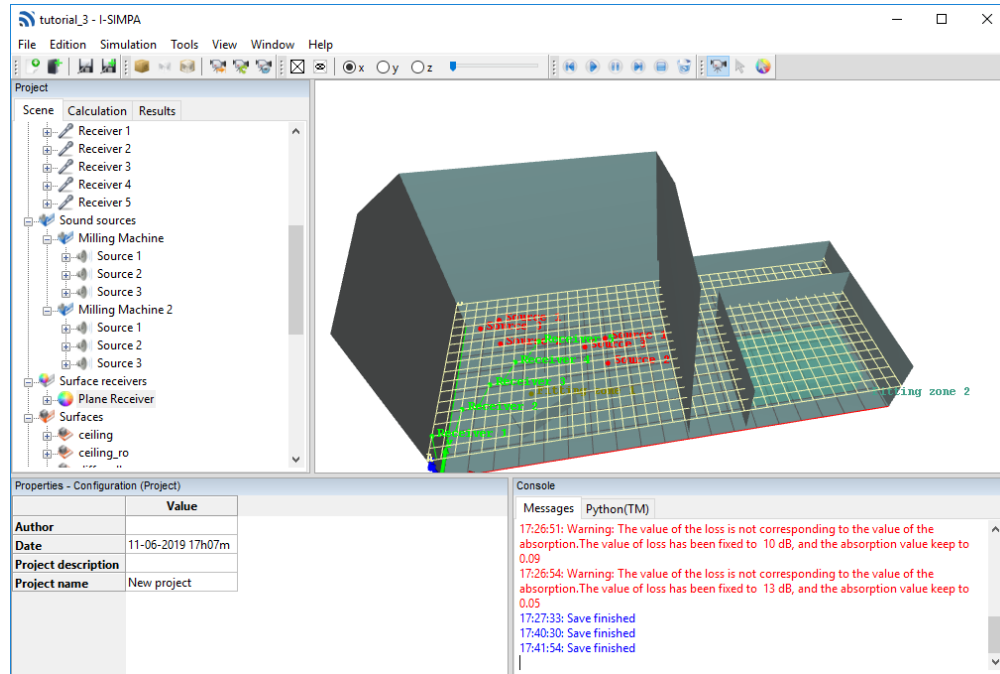 tutorial_3 - I-SIMPA
File Edition Simulation Tools View Window Help
x y z
Project
Scene Calculation Results
Receiver 1
Receiver 2
Receiver 3
Receiver 4
Receiver 5
Sound sources
Milling Machine
Source 1
Source 2
Source 3
Milling Machine 2
Source 1
Source 2
Source 3
Surface receivers
Plane Receiver
Surfaces
ceiling
ceiling_ro
zone 2
Properties - Configuration (Project)
Value
Author
Date 11-06-2019 17h07m
Project description
Project name New project
Console
Messages Python(TM)
17:26:51: Warning: The value of the loss is not corresponding to the value of the
absorption.The value of loss has been fixed to 10 dB, and the absorption value keep to
0.09
17:26:54: Warning: The value of the loss is not corresponding to the value of the
absorption.The value of loss has been fixed to 13 dB, and the absorption value keep to
0.05
17:27:33: Save finished
17:40:30: Save finished
17:41:54: Save finished